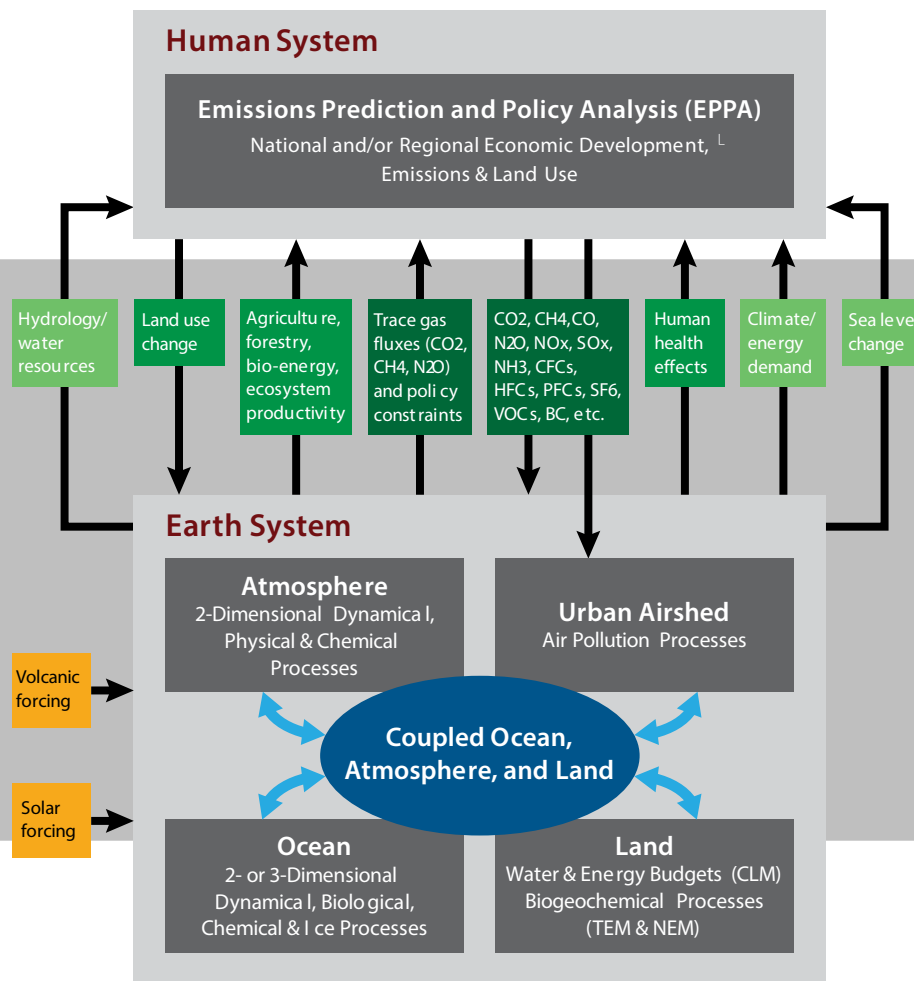 Human System
Emissions Prediction and Policy Analysis (EPPA)
National and/or Regional Economic Development, └
Emissions & Land Use
Hydrology/
water
resources
Land use
change
Agriculture,
forestry,
bio-energy,
ecosystem
productivity
Trace gas
fluxes (CO2,
CH4, N2O)
and policy
constraints
CO2, CH4,CO,
N2O, NOx, SOx,
NH3, CFCs,
HFCs, PFCs, SF6,
VOCs, BC, etc.
Human
health
effects
Climate/
energy
demand
Sea level
change
Earth System
Atmosphere
2-Dimensional Dynamical,
Physical & Chemical
Processes
Urban Airshed
Air Pollution Processes
Volcanic
forcing
Coupled Ocean,
Atmosphere, and Land
Solar
forcing
Ocean
2- or 3-Dimensional
Dynamical, Biological,
Chemical & Ice Processes
Land
Water & Energy Budgets (CLM)
Biogeochemical Processes
(TEM & NEM)